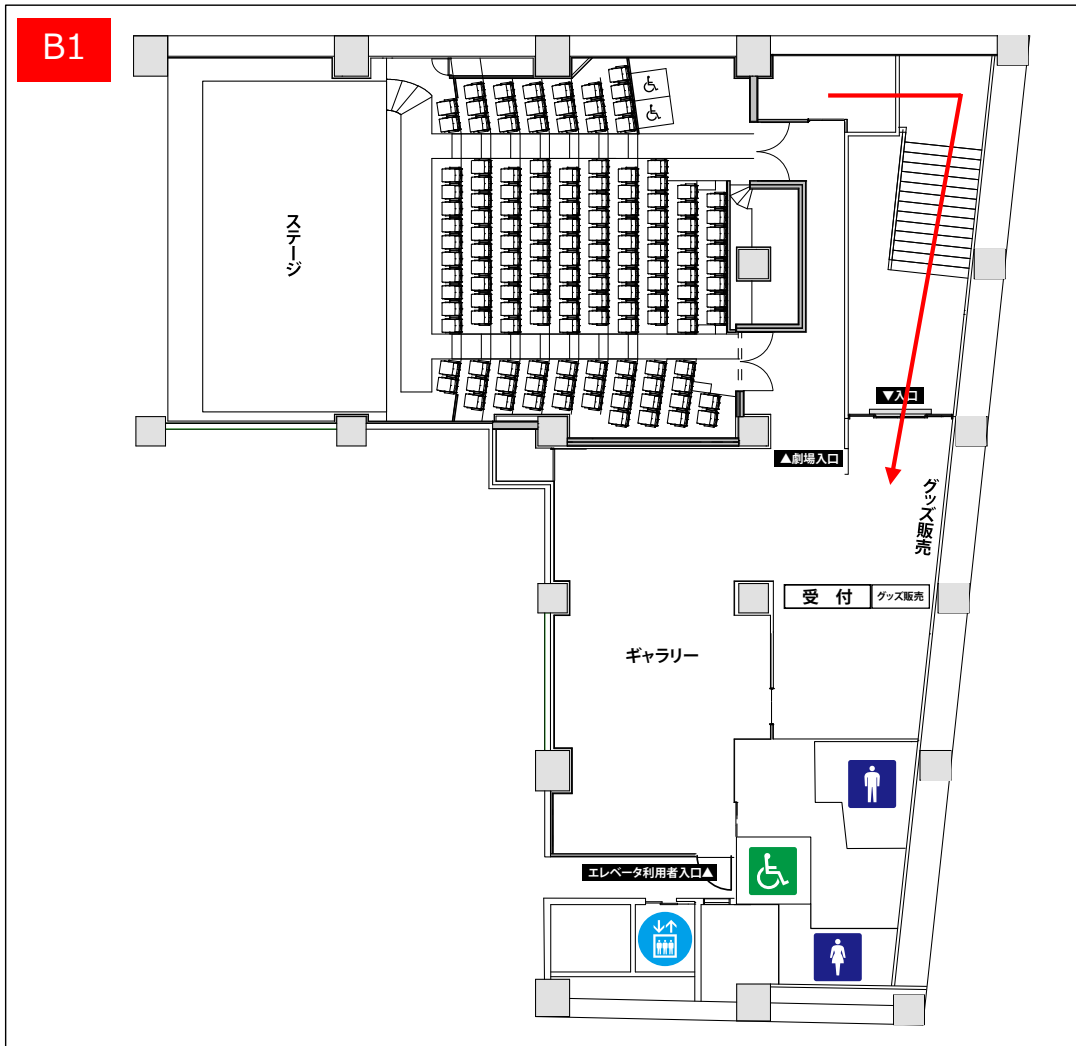 B1
ステージ
▼入口
▲劇場入口
グッズ販売
受 付
グッズ販売
ギャラリー
エレベータ利用者入口▲